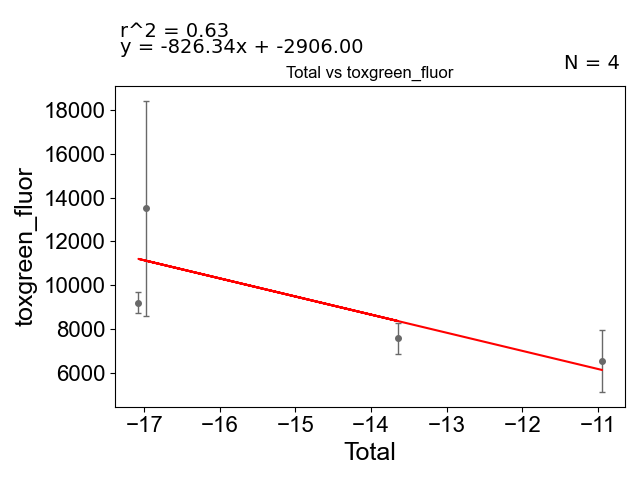 r^2 = 0.63
y = -826.34x + -2906.00
N = 4
Total vs toxgreen_fluor
18000
16000
14000
12000
10000
8000
6000
toxgreen_fluor
−17 −16 −15 −14 −13 −12 −11
Total